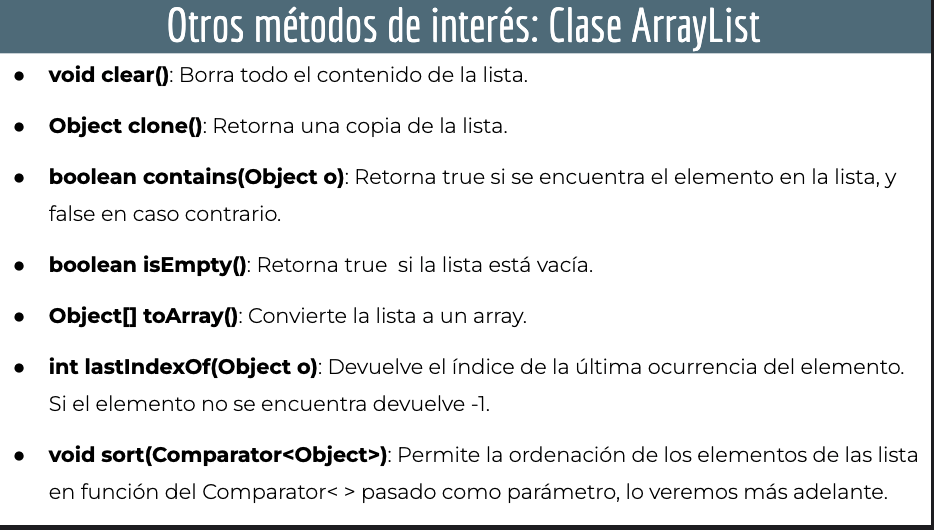 Otros métodos de interés: Clase ArrayList
● void clear(): Borra todo el contenido de la lista.
● Object clone(): Retorna una copia de la lista.
● boolean contains(Object o): Retorna true si se encuentra el elemento en la lista, y
false en caso contrario.
● boolean isEmpty(): Retorna true  si la lista está vacía.
● Object[] toArray(): Convierte la lista a un array.
● int lastIndexOf(Object o): Devuelve el índice de la última ocurrencia del elemento.
Si el elemento no se encuentra devuelve -1.
● void sort(Comparator<Object>): Permite la ordenación de los elementos de las lista
en función del Comparator< > pasado como parámetro, lo veremos más adelante.